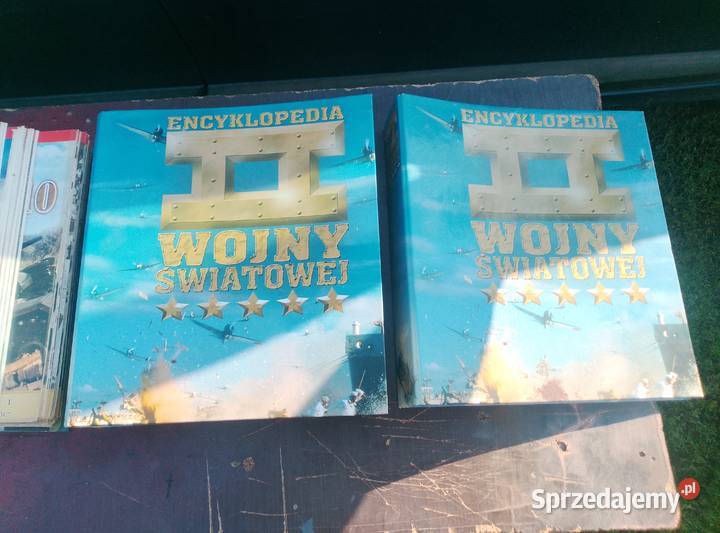 ENCYKLOPEDIA
II
WOJNY
ŚWIATOWEJ
ENCYKLOPEDIA
II
WOJNY
ŚWIATOWEJ
Sprzedajemy.pl